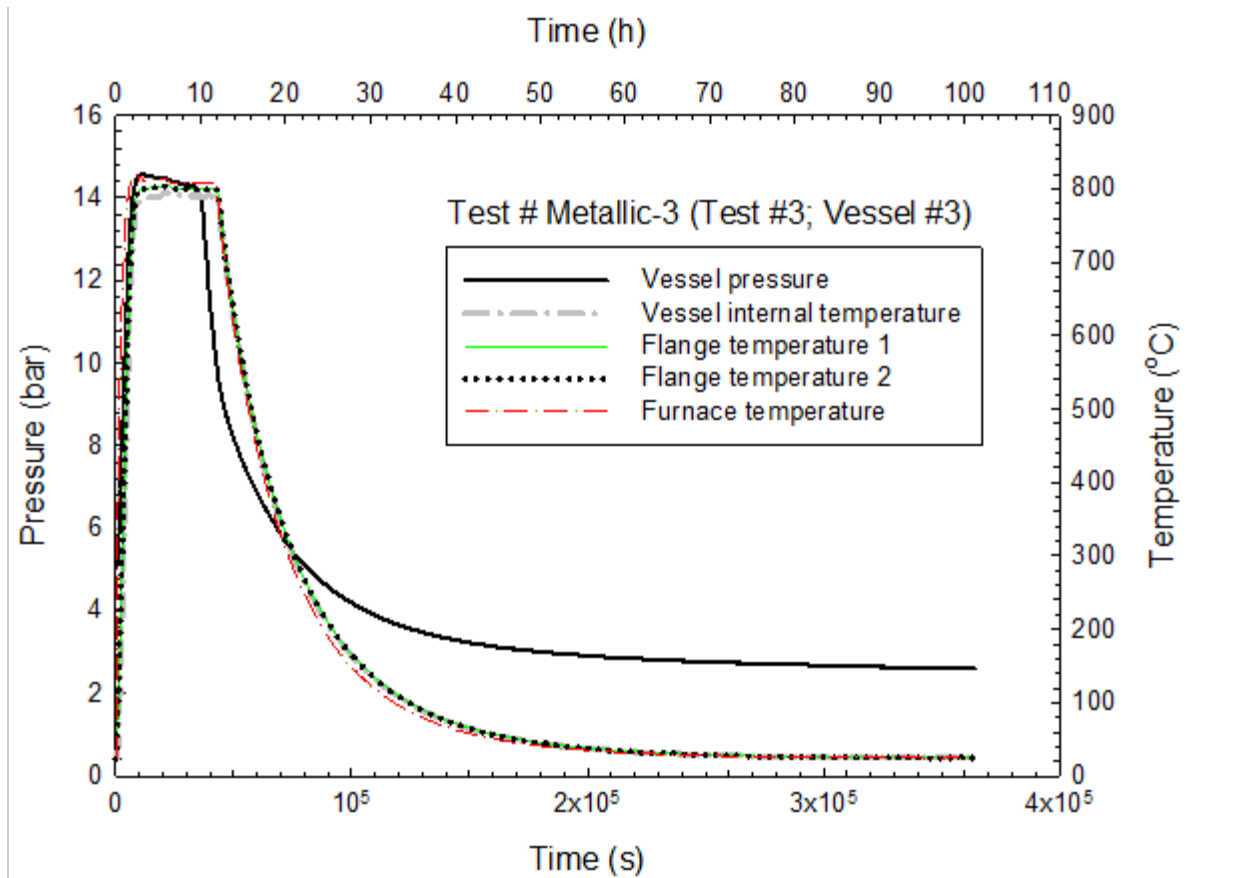 Time (h)
0 10 20 30 40 50 60 70 80 90 100 110
16 900
14 800
12 700
10 600
8 500
6 400
4 300
2 200
0 100
0
Pressure (bar)
Temperature (°C)
Test # Metallic-3 (Test #3; Vessel #3)
Vessel pressure
Vessel internal temperature
Flange temperature 1
Flange temperature 2
Furnace temperature
0 10⁵ 2x10⁵ 3x10⁵ 4x10⁵
Time (s)